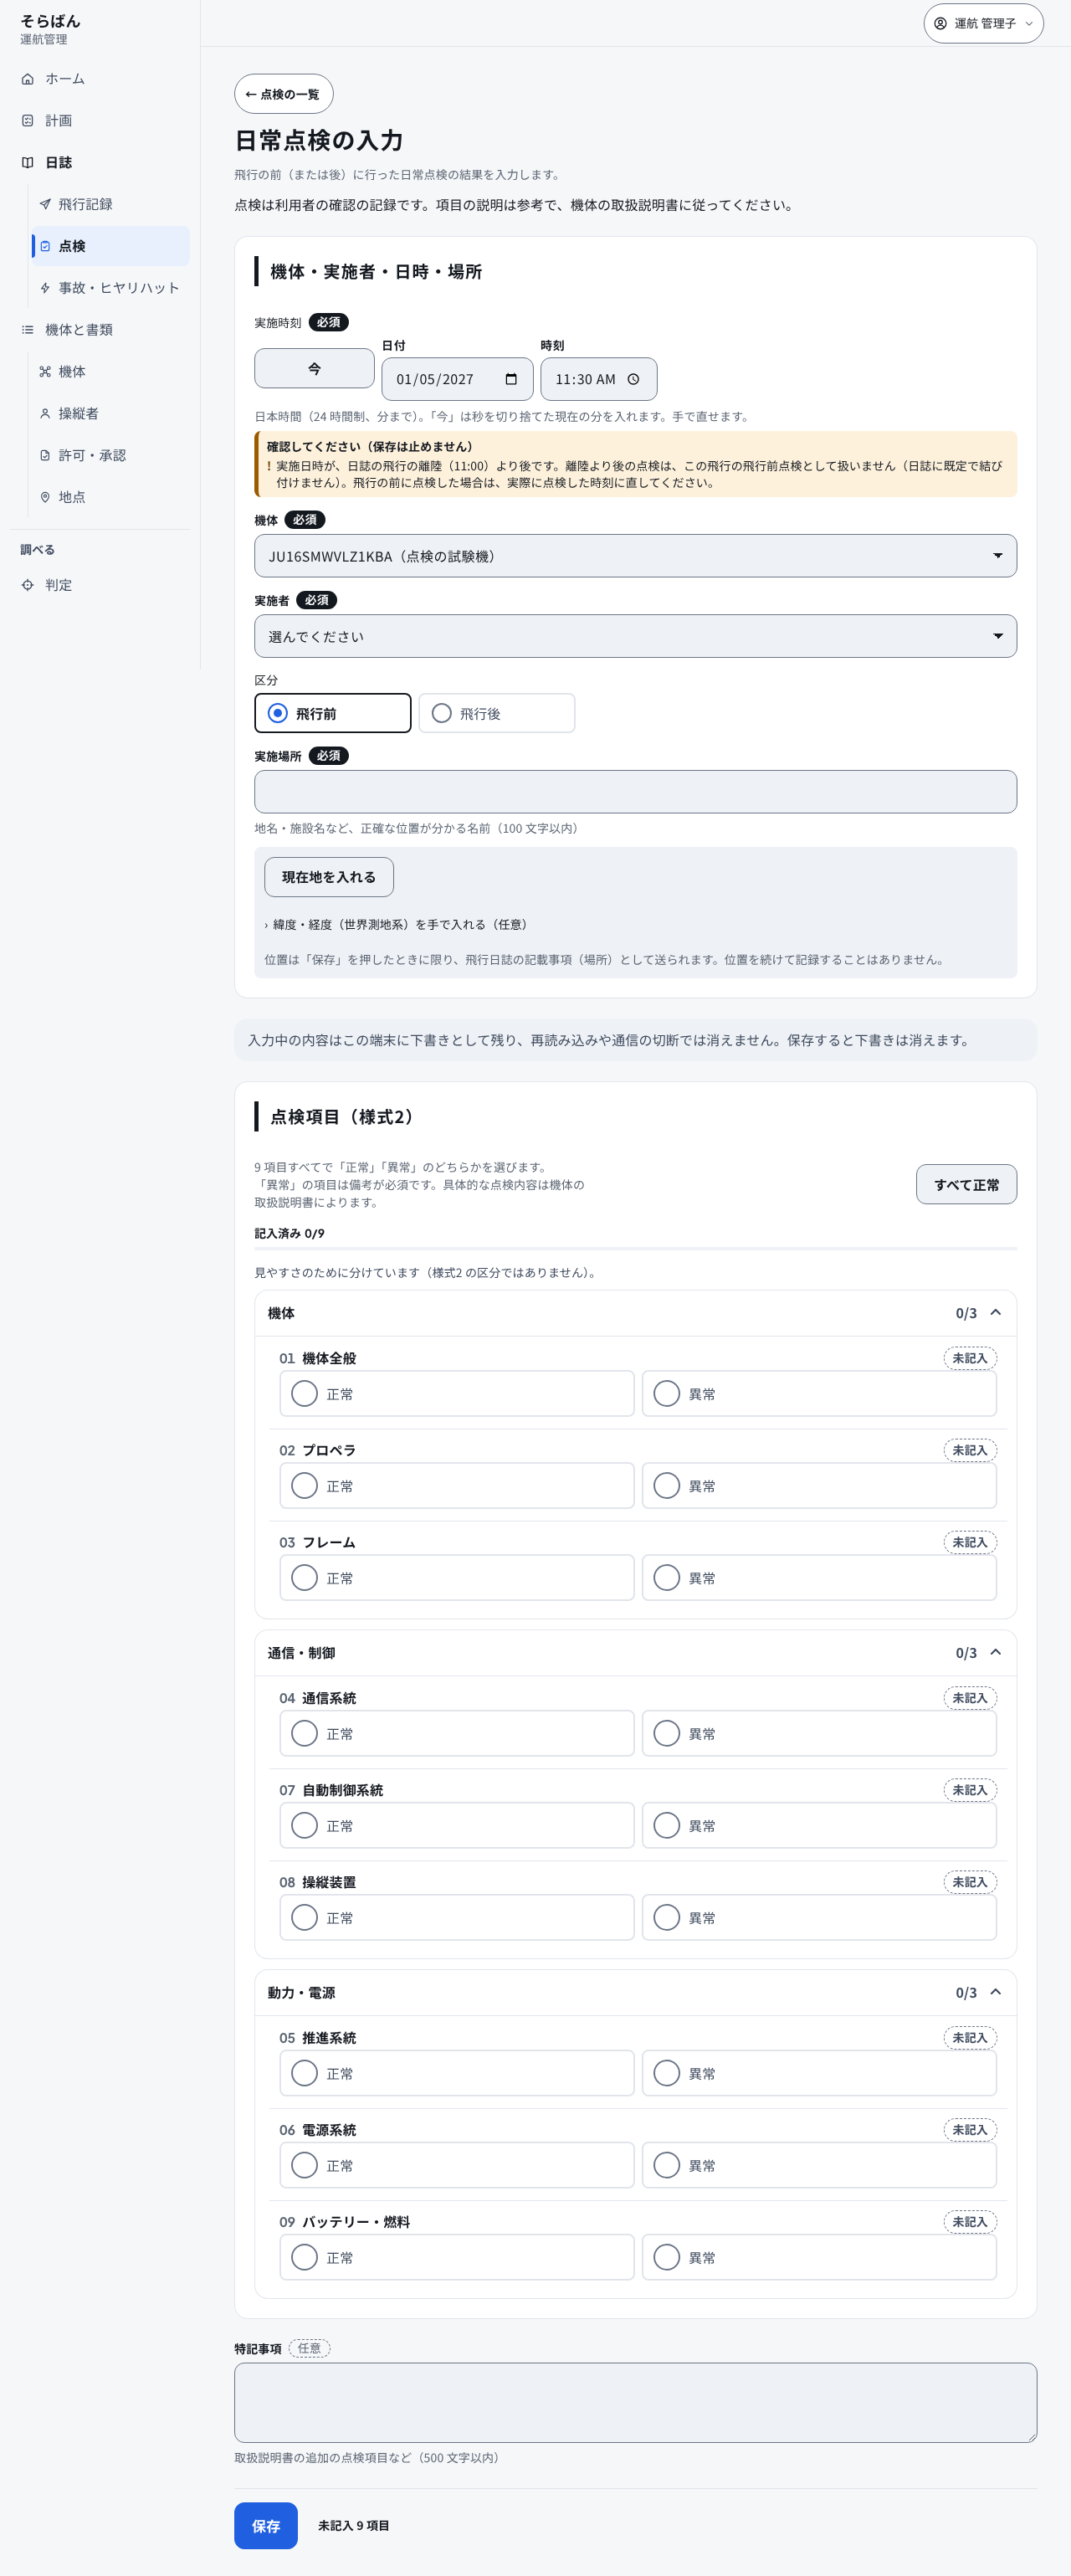 そらばん
運航管理
運航 管理子
ホーム
計画
日誌
飛行記録
点検
事故・ヒヤリハット
機体と書類
機体
操縦者
許可・承認
地点
調べる
判定
← 点検の一覧
日常点検の入力
飛行の前（または後）に行った日常点検の結果を入力します。
点検は利用者の確認の記録です。項目の説明は参考で、機体の取扱説明書に従ってください。
機体・実施者・日時・場所
実施時刻 必須
日付 時刻
今 01/05/2027 11:30 AM
日本時間（24 時間制、分まで）。「今」は秒を切り捨てた現在の分を入れます。手で直せます。
確認してください（保存は止めません）
! 実施日時が、日誌の飛行の離陸（11:00）より後です。離陸より後の点検は、この飛行の飛行前点検として扱いません（日誌に既定で結び
付けません）。飛行の前に点検した場合は、実際に点検した時刻に直してください。
機体 必須
JU16SMWVLZ1KBA（点検の試験機）
実施者 必須
選んでください
区分
飛行前 飛行後
実施場所 必須
地名・施設名など、正確な位置が分かる名前（100 文字以内）
現在地を入れる
› 緯度・経度（世界測地系）を手で入れる（任意）
位置は「保存」を押したときに限り、飛行日誌の記載事項（場所）として送られます。位置を続けて記録することはありません。
入力中の内容はこの端末に下書きとして残り、再読み込みや通信の切断では消えません。保存すると下書きは消えます。
点検項目（様式2）
9 項目すべてで「正常」「異常」のどちらかを選びます。
「異常」の項目は備考が必須です。具体的な点検内容は機体の
取扱説明書によります。
すべて正常
記入済み 0/9
見やすさのために分けています（様式2 の区分ではありません）。
機体 0/3
01 機体全般 未記入
正常 異常
02 プロペラ 未記入
正常 異常
03 フレーム 未記入
正常 異常
通信・制御 0/3
04 通信系統 未記入
正常 異常
07 自動制御系統 未記入
正常 異常
08 操縦装置 未記入
正常 異常
動力・電源 0/3
05 推進系統 未記入
正常 異常
06 電源系統 未記入
正常 異常
09 バッテリー・燃料 未記入
正常 異常
特記事項 任意
取扱説明書の追加の点検項目など（500 文字以内）
保存 未記入 9 項目